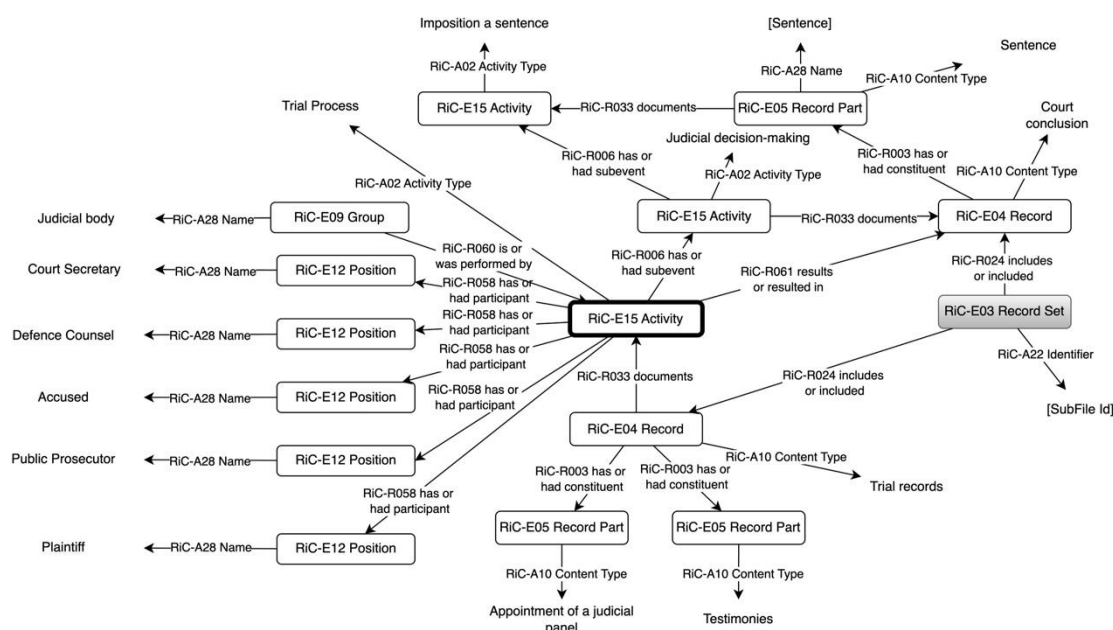 Imposition a sentence
[Sentence]
Sentence
RiC-A02 Activity Type
RiC-A28 Name
RiC-A10 Content Type
Trial Process
RiC-E15 Activity
RiC-R033 documents
RiC-E05 Record Part
Court
conclusion
Judicial decision-making
RiC-R006 has or
had subevent
RiC-A02 Activity Type
RiC-R003 has or
had constituent
RiC-A10 Content Type
RiC-A02 Activity Type
Judicial body
RiC-A28 Name
RiC-E09 Group
RiC-E15 Activity
RiC-R033 documents
RiC-E04 Record
RiC-R060 is or
was performed by
RiC-R006 has or
had subevent
RiC-R061 results
or resulted in
RiC-R024 includes
or included
Court Secretary
RiC-A28 Name
RiC-E12 Position
RiC-R058 has or
had participant
RiC-E15 Activity
RiC-E03 Record Set
Defence Counsel
RiC-A28 Name
RiC-E12 Position
RiC-R058 has or
had participant
RiC-A22 Identifier
RiC-R058 has or
had participant
RiC-R033 documents
RiC-R024 includes
or included
Accused
RiC-A28 Name
RiC-E12 Position
RiC-R058 has or
had participant
[SubFile Id]
RiC-E04 Record
Public Prosecutor
RiC-A28 Name
RiC-E12 Position
RiC-R003 has or
had constituent
RiC-R003 has or
had constituent
RiC-A10 Content Type
Trial records
RiC-R058 has or
had participant
RiC-E05 Record Part
RiC-E05 Record Part
Plaintiff
RiC-A28 Name
RiC-E12 Position
RiC-A10 Content Type
RiC-A10 Content Type
Appointment of a judicial
panel
Testimonies